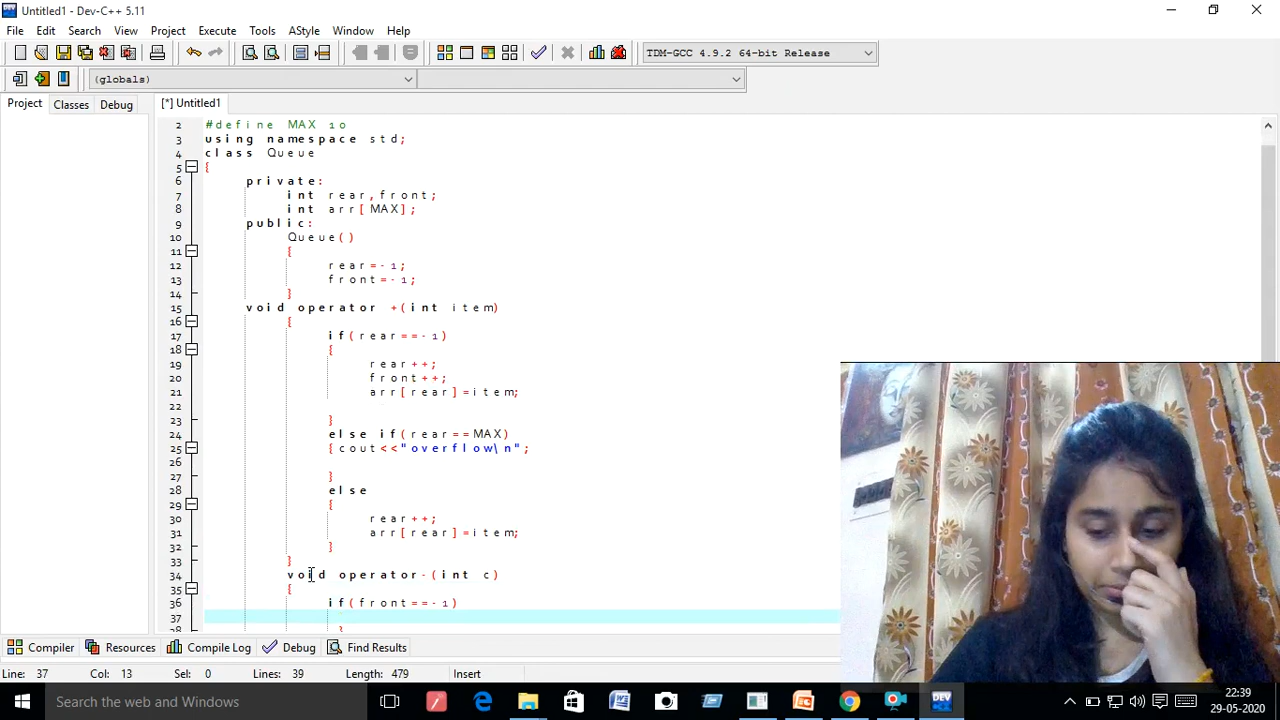 Untitled1 - Dev-C++ 5.11
File Edit Search View Project Execute Tools AStyle Window Help
TDM-GCC 4.9.2 64-bit Release
(globals)
Project Classes Debug [*] Untitled1
2 #define MAX 10
3 using namespace std;
4 class Queue
5 {
6 private:
7 int rear,front;
8 int arr[MAX];
9 public:
10 Queue()
11 {
12 rear=-1;
13 front=-1;
14 }
15 void operator +(int item)
16 {
17 if(rear==-1)
18 {
19 rear++;
20 front++;
21 arr[rear]=item;
22
23 }
24 else if(rear==MAX)
25 {cout<<"overflow\n";
26
27 }
28 else
29 {
30 rear++;
31 arr[rear]=item;
32 }
33 }
34 void operator-(int c)
35 {
36 if(front==-1)
37
38 }
Compiler Resources Compile Log Debug Find Results
Line: 37 Col: 13 Sel: 0 Lines: 39 Length: 479 Insert
Search the web and Windows
DEV
22:39
29-05-2020